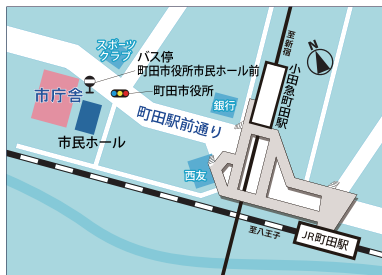 スポーツ
クラブ
バス停
町田市役所市民ホール前
町田市役所
市庁舎
市民ホール
町田駅前通り
銀行
西友
至新宿
小田急町田駅
N
至八王子
JR町田駅